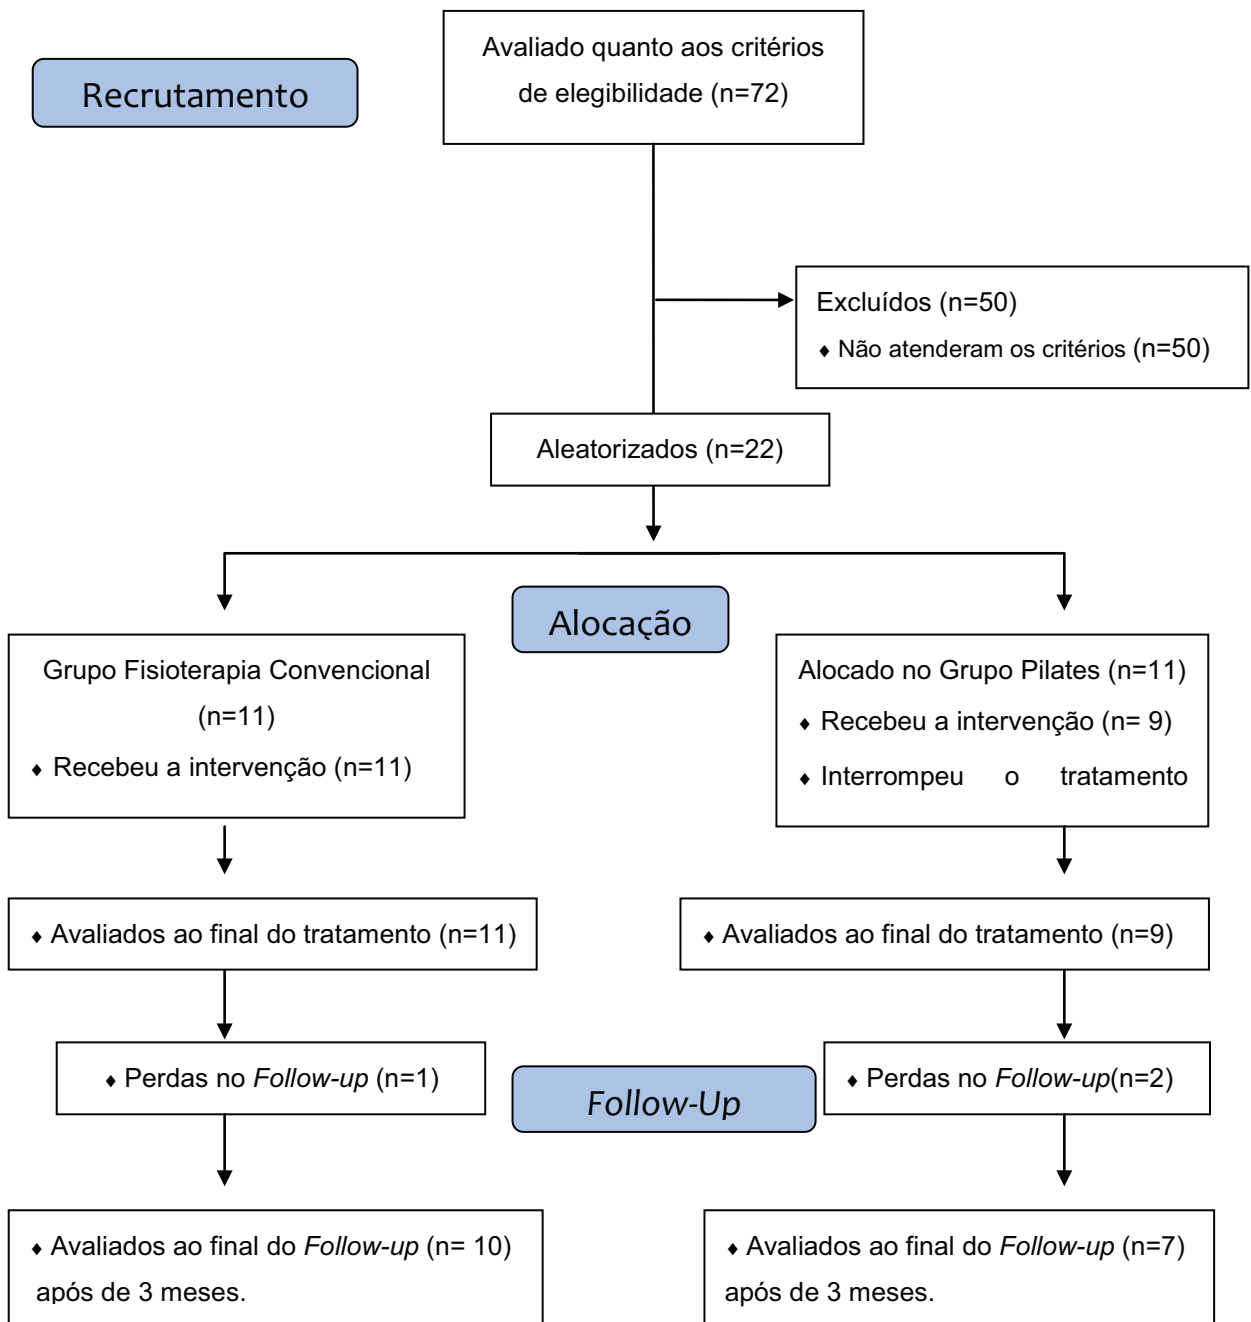 Avaliado quanto aos critérios
de elegibilidade (n=72)
Recrutamento
Excluídos (n=50)
♦ Não atenderam os critérios (n=50)
Aleatorizados (n=22)
Alocação
Grupo Fisioterapia Convencional
(n=11)
♦ Recebeu a intervenção (n=11)
Alocado no Grupo Pilates (n=11)
♦ Recebeu a intervenção (n= 9)
♦ Interrompeu o tratamento
♦ Avaliados ao final do tratamento (n=11)
♦ Avaliados ao final do tratamento (n=9)
♦ Perdas no Follow-up (n=1)
Follow-Up
♦ Perdas no Follow-up(n=2)
♦ Avaliados ao final do Follow-up (n= 10)
após de 3 meses.
♦ Avaliados ao final do Follow-up (n=7)
após de 3 meses.